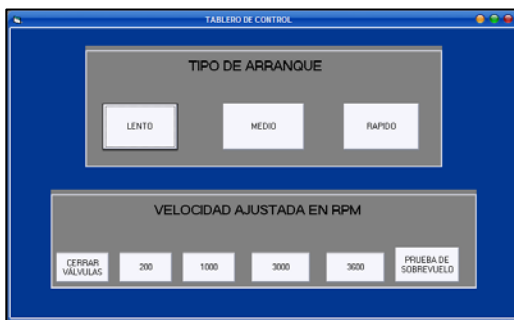 TABLERO DE CONTROL
TIPO DE ARRANQUE
LENTO
MEDIO
RAPIDO
VELOCIDAD AJUSTADA EN RPM
CERRAR
VÁLVULAS
200
1000
3000
3600
PRUEBA DE
SOBREVUELO